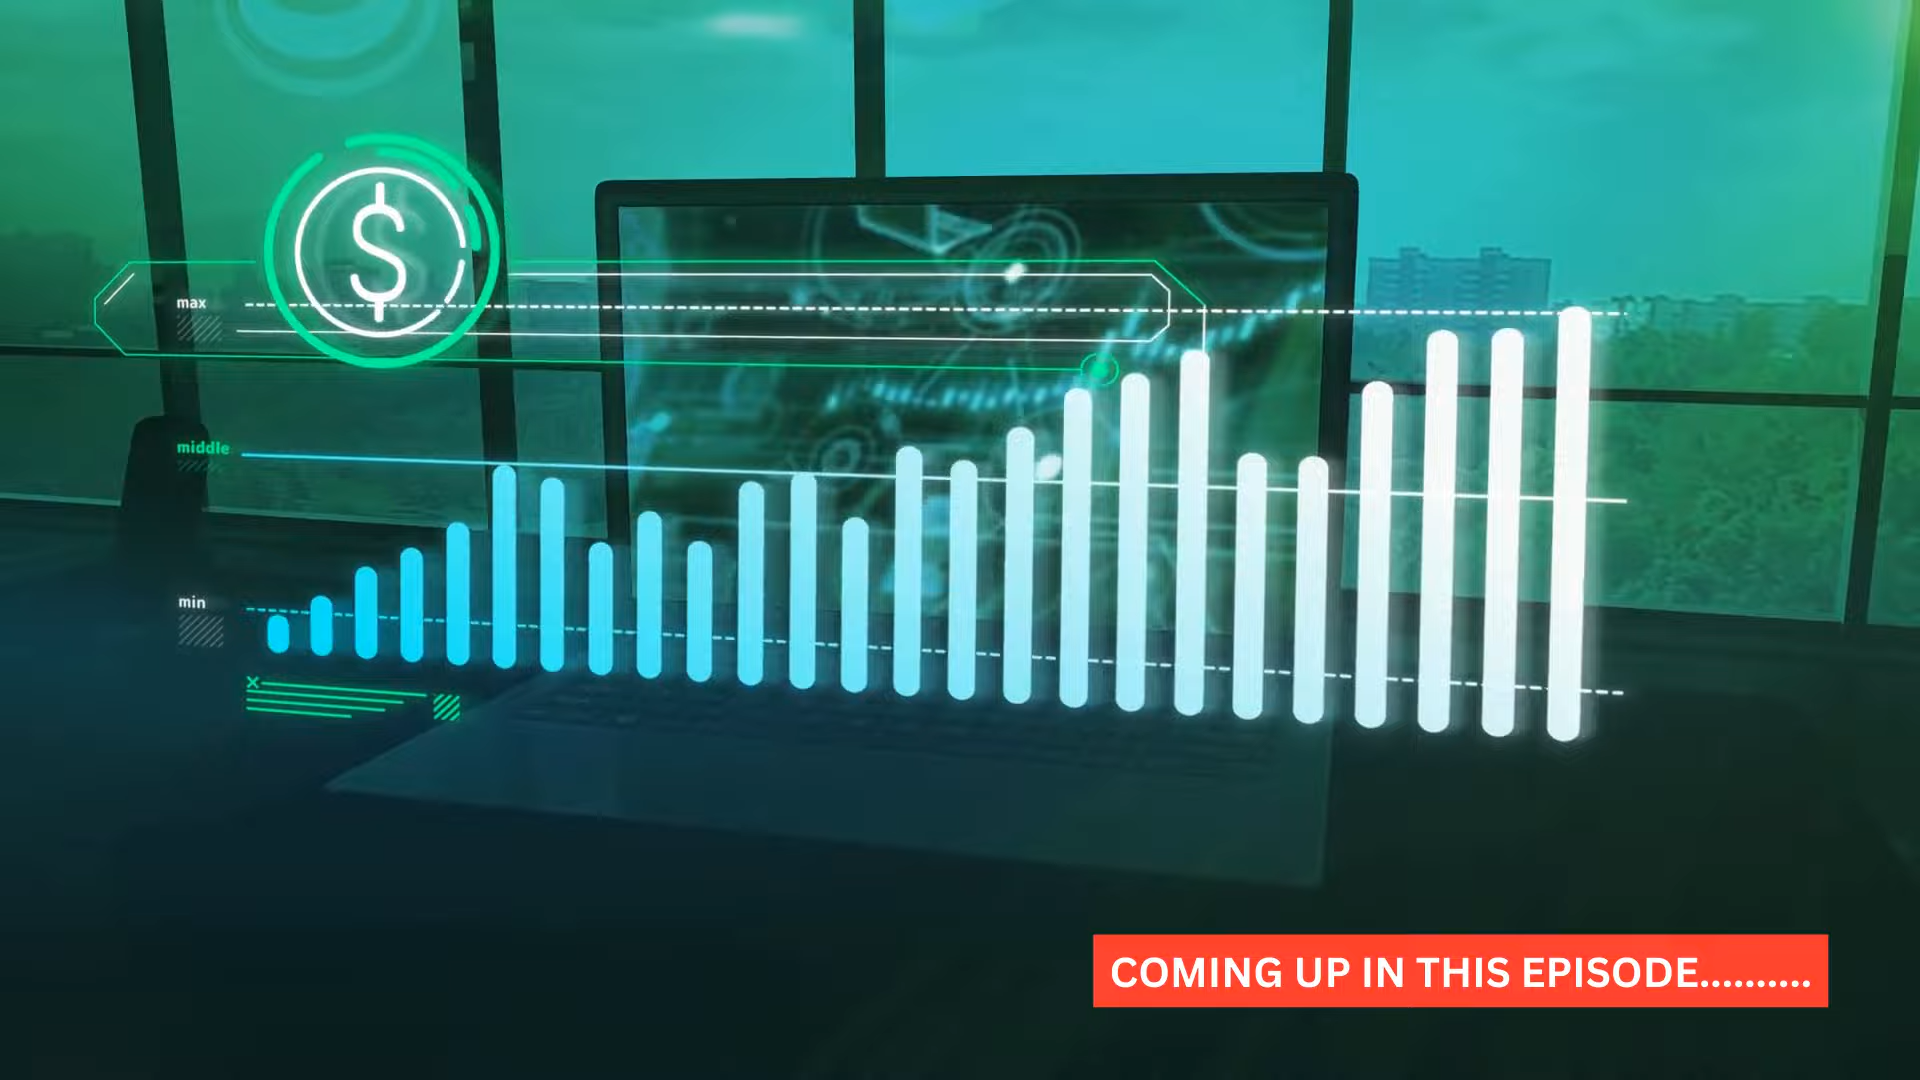 $
max
middle
min
COMING UP IN THIS EPISODE..........